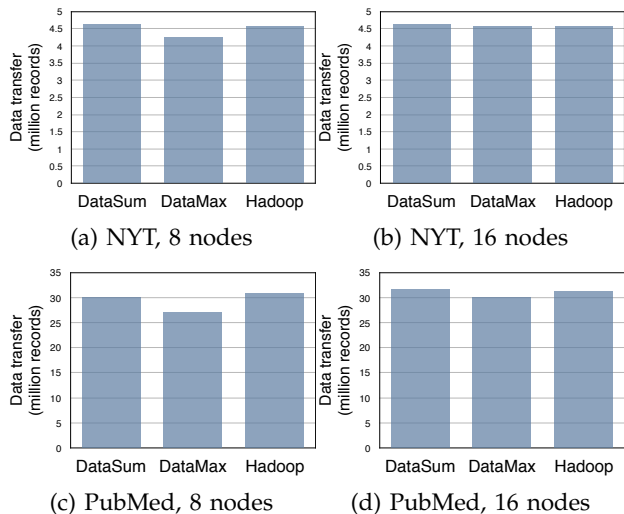 Data transfer
(million records)
5
4.5
4
3.5
3
2.5
2
1.5
1
0.5
0
DataSum DataMax Hadoop
(a) NYT, 8 nodes
Data transfer
(million records)
5
4.5
4
3.5
3
2.5
2
1.5
1
0.5
0
DataSum DataMax Hadoop
(b) NYT, 16 nodes
Data transfer
(million records)
35
30
25
20
15
10
5
0
DataSum DataMax Hadoop
(c) PubMed, 8 nodes
Data transfer
(million records)
35
30
25
20
15
10
5
0
DataSum DataMax Hadoop
(d) PubMed, 16 nodes